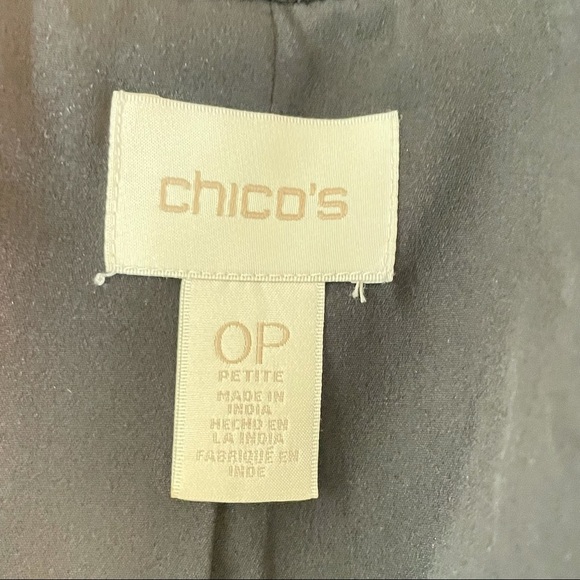 chico's
OP
PETITE
MADE IN
INDIA
HECHO EN
LA INDIA
FABRIQUÉ EN
INDE